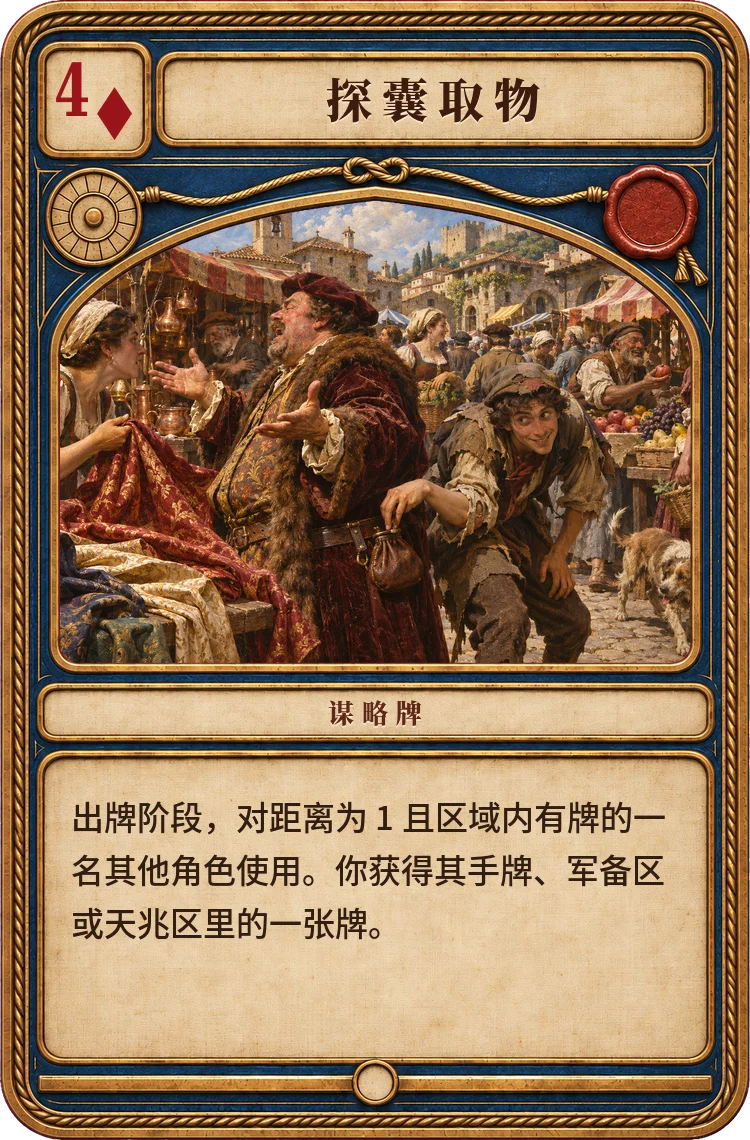 4
探囊取物
谋略牌
出牌阶段，对距离为 1 且区域内有牌的一
名其他角色使用。你获得其手牌、军备区
或天兆区里的一张牌。